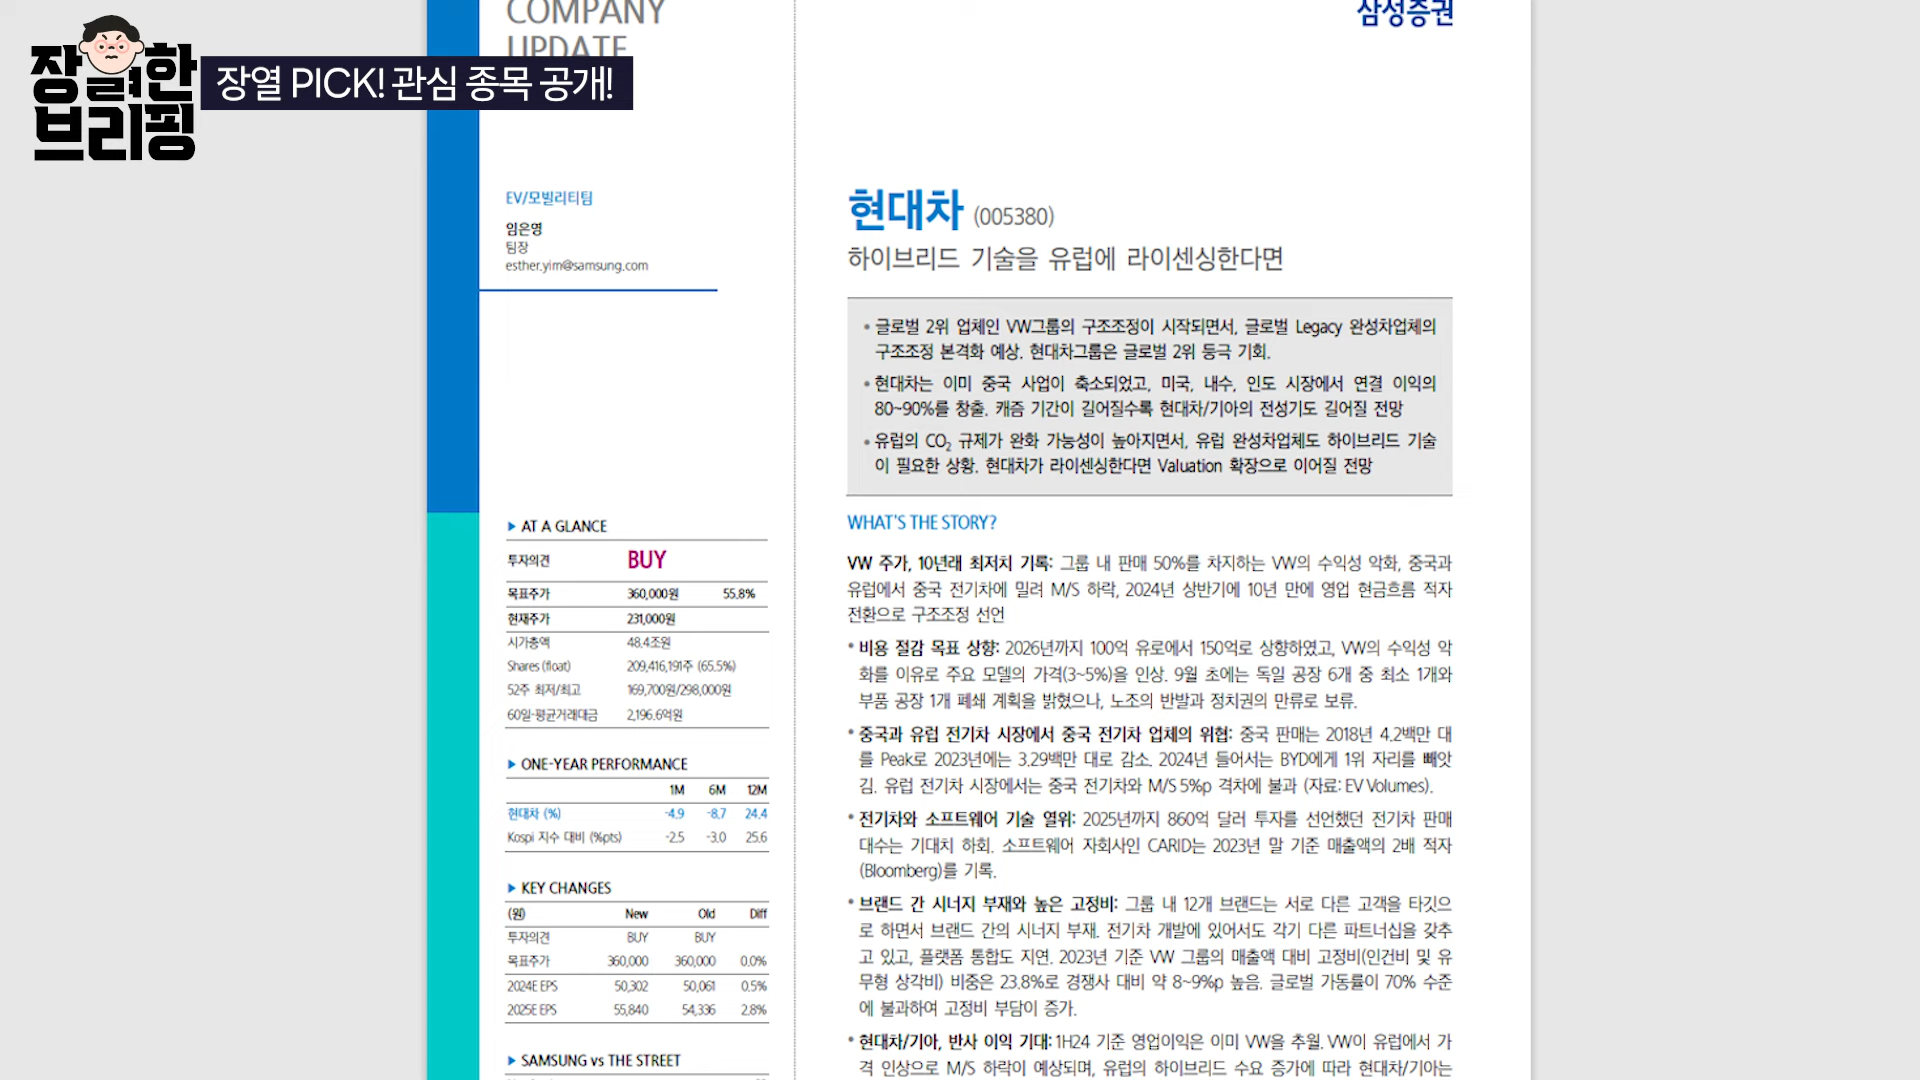 장열한
브리핑
장열 PICK! 관심 종목 공개!
COMPANY
UPDATE
삼성증권
EV/모빌리티팀
임은영
팀장
esther.yim@samsung.com
현대차 (005380)
하이브리드 기술을 유럽에 라이센싱한다면
• 글로벌 2위 업체인 VW그룹의 구조조정이 시작되면서, 글로벌 Legacy 완성차업체의
구조조정 본격화 예상. 현대차그룹은 글로벌 2위 등극 기회.
• 현대차는 이미 중국 사업이 축소되었고, 미국, 내수, 인도 시장에서 연결 이익의
80~90%를 창출. 캐즘 기간이 길어질수록 현대차/기아의 전성기도 길어질 전망
• 유럽의 CO2 규제가 완화 가능성이 높아지면서, 유럽 완성차업체도 하이브리드 기술
이 필요한 상황. 현대차가 라이센싱한다면 Valuation 확장으로 이어질 전망
▶ AT A GLANCE
투자의견 BUY
목표주가 360,000원 55.8%
현재주가 231,000원
시가총액 48.4조원
Shares (float) 209,416,191주 (65.5%)
52주 최저/최고 169,700원/298,000원
60일-평균거래대금 2,196.6억원
▶ ONE-YEAR PERFORMANCE
1M 6M 12M
현대차 (%) -4.9 -8.7 24.4
Kospi 지수 대비 (%pts) -2.5 -3.0 25.6
▶ KEY CHANGES
(원) New Old Diff
투자의견 BUY BUY
목표주가 360,000 360,000 0.0%
2024E EPS 50,302 50,061 0.5%
2025E EPS 55,840 54,336 2.8%
▶ SAMSUNG vs THE STREET
WHAT'S THE STORY?
VW 주가, 10년래 최저치 기록: 그룹 내 판매 50%를 차지하는 VW의 수익성 악화, 중국과
유럽에서 중국 전기차에 밀려 M/S 하락, 2024년 상반기에 10년 만에 영업 현금흐름 적자
전환으로 구조조정 선언
• 비용 절감 목표 상향: 2026년까지 100억 유로에서 150억로 상향하였고, VW의 수익성 악
화를 이유로 주요 모델의 가격(3~5%)을 인상. 9월 초에는 독일 공장 6개 중 최소 1개와
부품 공장 1개 폐쇄 계획을 밝혔으나, 노조의 반발과 정치권의 만류로 보류.
• 중국과 유럽 전기차 시장에서 중국 전기차 업체의 위협: 중국 판매는 2018년 4.2백만 대
를 Peak로 2023년에는 3.29백만 대로 감소. 2024년 들어서는 BYD에게 1위 자리를 빼앗
김. 유럽 전기차 시장에서는 중국 전기차와 M/S 5%p 격차에 불과 (자료: EV Volumes).
• 전기차와 소프트웨어 기술 열위: 2025년까지 860억 달러 투자를 선언했던 전기차 판매
대수는 기대치 하회. 소프트웨어 자회사인 CARID는 2023년 말 기준 매출액의 2배 적자
(Bloomberg)를 기록.
• 브랜드 간 시너지 부재와 높은 고정비: 그룹 내 12개 브랜드는 서로 다른 고객을 타깃으
로 하면서 브랜드 간의 시너지 부재. 전기차 개발에 있어서도 각기 다른 파트너십을 갖추
고 있고, 플랫폼 통합도 지연. 2023년 기준 VW 그룹의 매출액 대비 고정비(인건비 및 유
무형 상각비) 비중은 23.8%로 경쟁사 대비 약 8~9%p 높음. 글로벌 가동률이 70% 수준
에 불과하여 고정비 부담이 증가.
• 현대차/기아, 반사 이익 기대: 1H24 기준 영업이익은 이미 VW을 추월. VW이 유럽에서 가
격 인상으로 M/S 하락이 예상되며, 유럽의 하이브리드 수요 증가에 따라 현대차/기아는